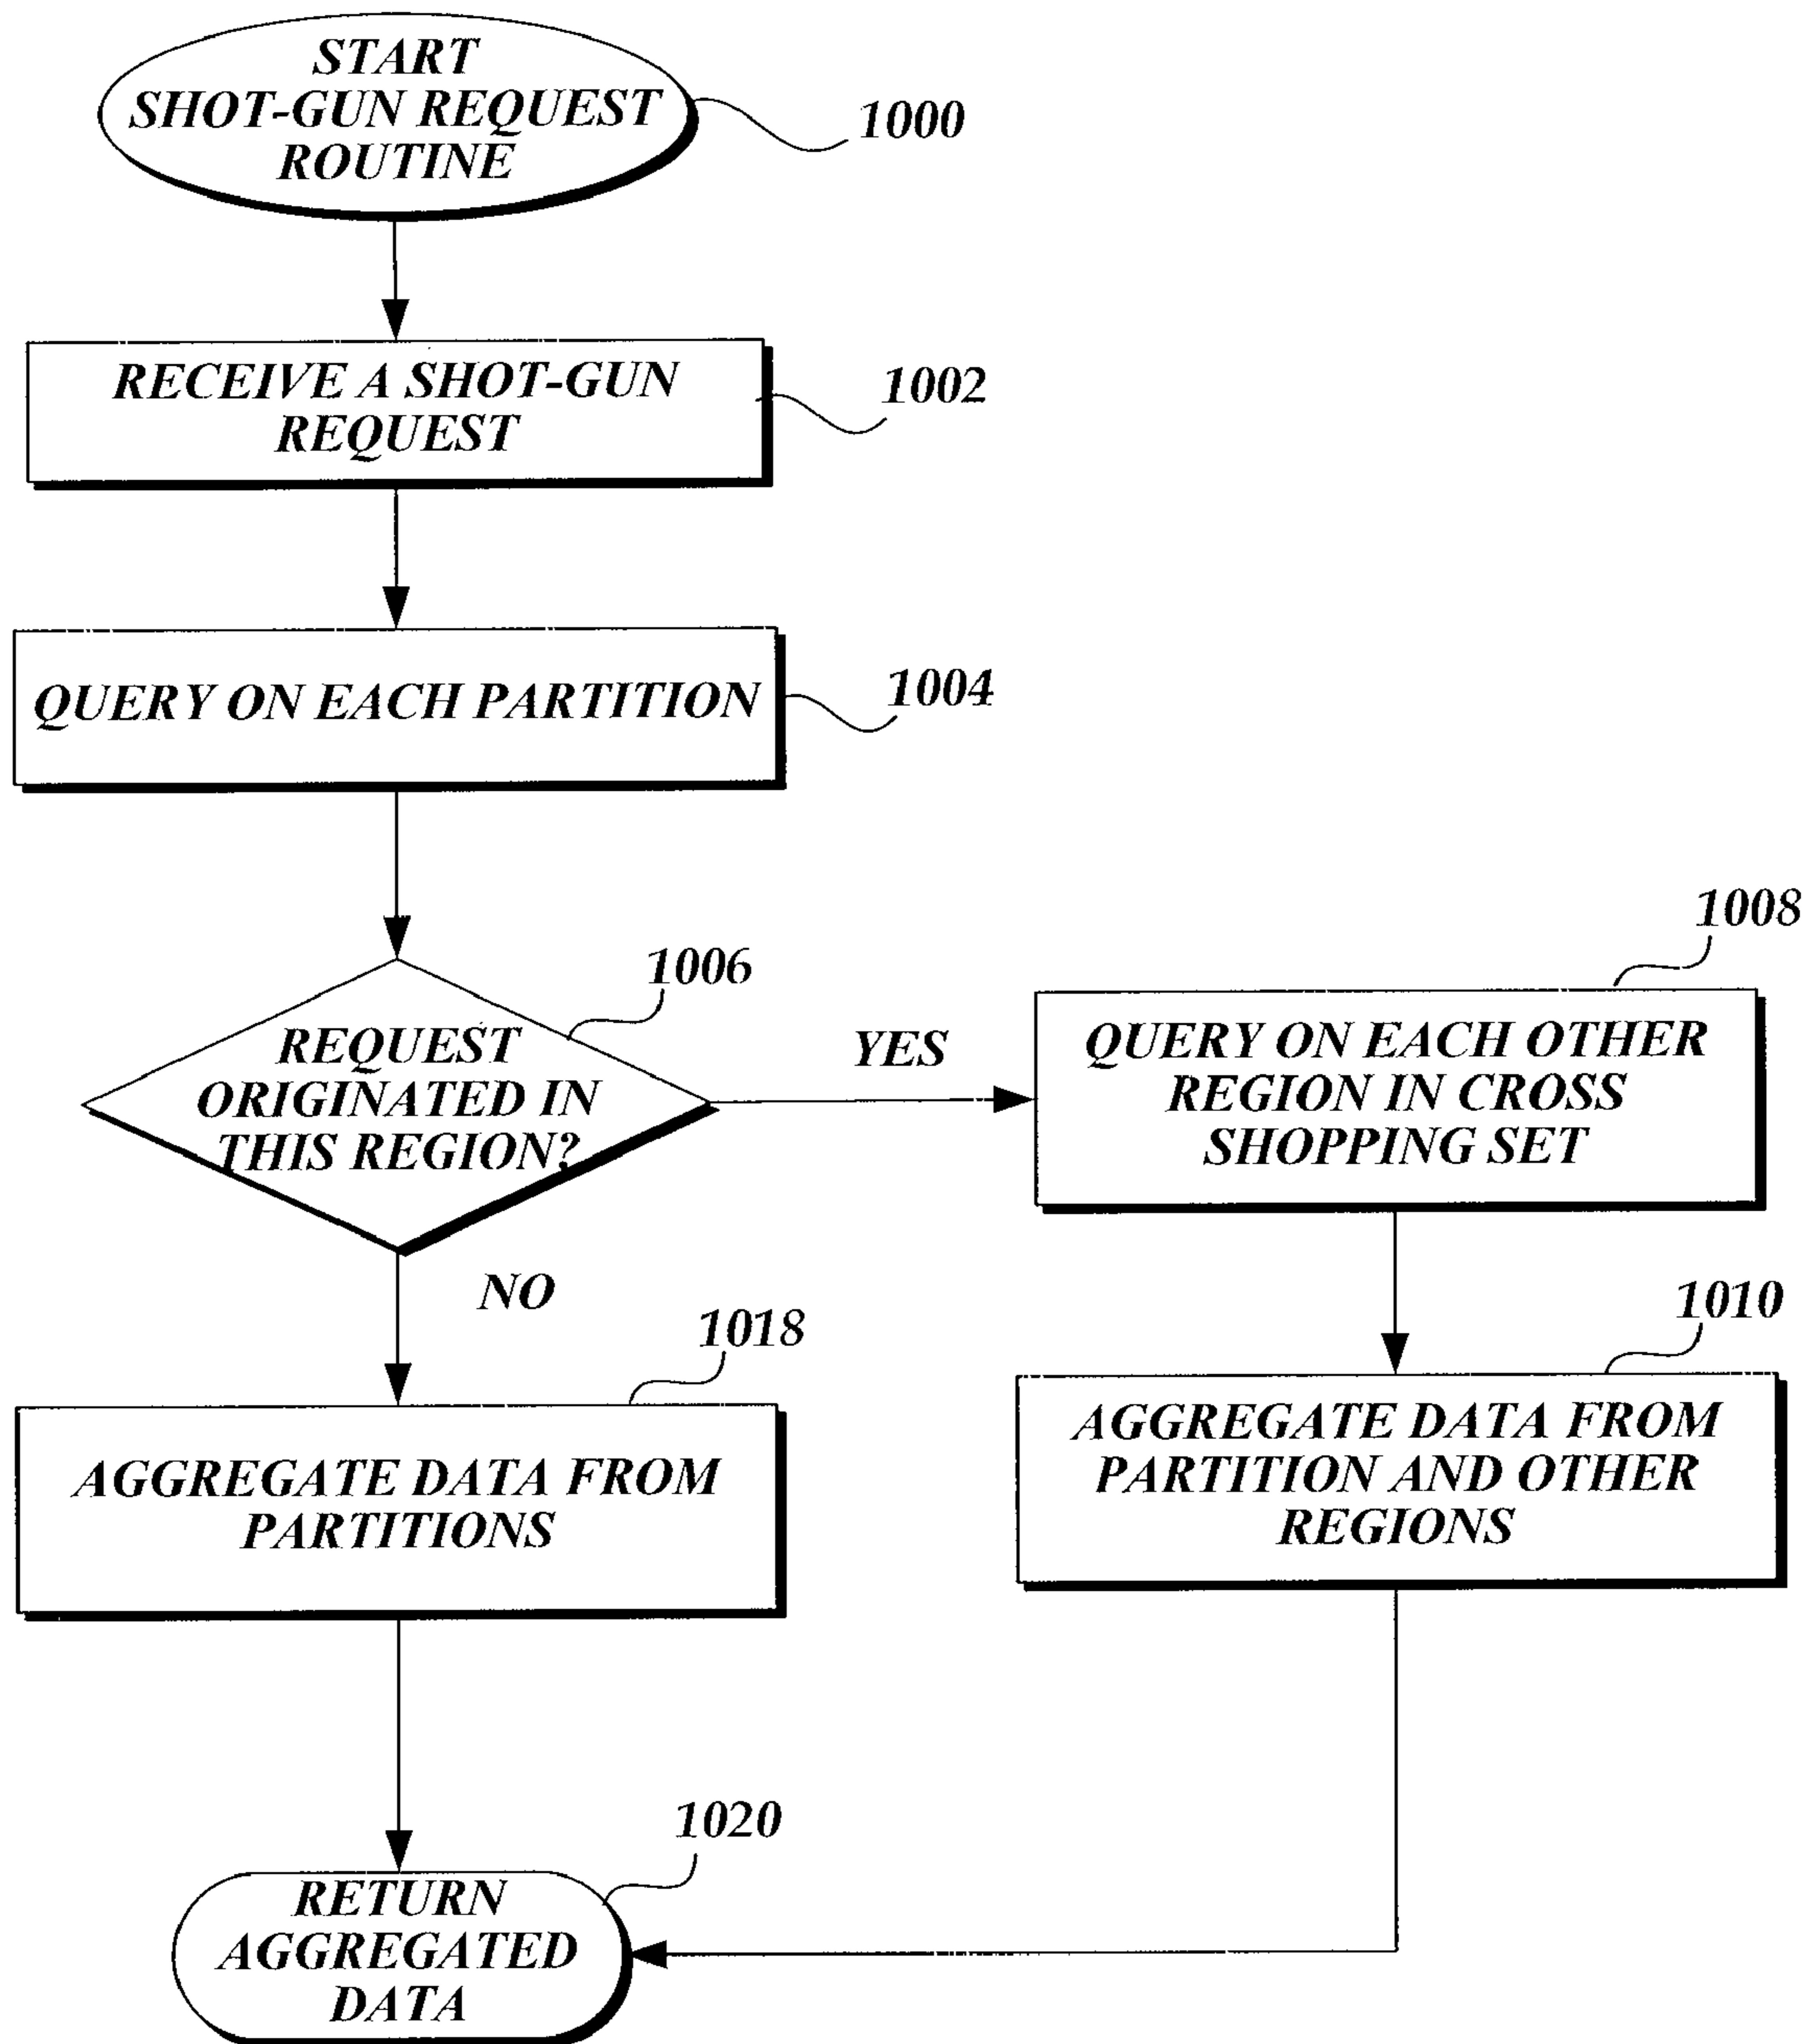 START
SHOT-GUN REQUEST
ROUTINE
1000
RECEIVE A SHOT-GUN
REQUEST
1002
QUERY ON EACH PARTITION
1004
1006
REQUEST
ORIGINATED IN
THIS REGION?
YES
1008
QUERY ON EACH OTHER
REGION IN CROSS
SHOPPING SET
NO
1018
AGGREGATE DATA FROM
PARTITIONS
1010
AGGREGATE DATA FROM
PARTITION AND OTHER
REGIONS
1020
RETURN
AGGREGATED
DATA